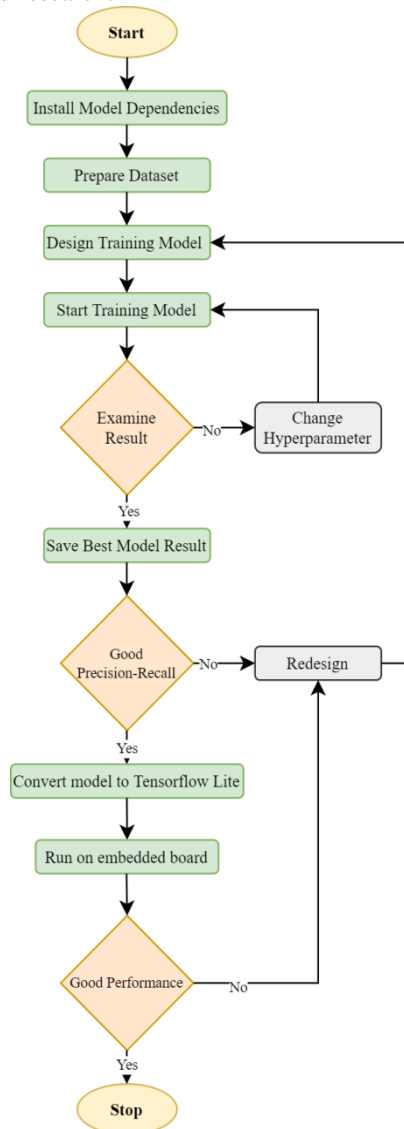 Start
Install Model Dependencies
Prepare Dataset
Design Training Model
Start Training Model
Examine
Result
No
Change
Hyperparameter
Yes
Save Best Model Result
Good
Precision-Recall
No
Redesign
Yes
Convert model to Tensorflow Lite
Run on embedded board
Good Performance
No
Yes
Stop